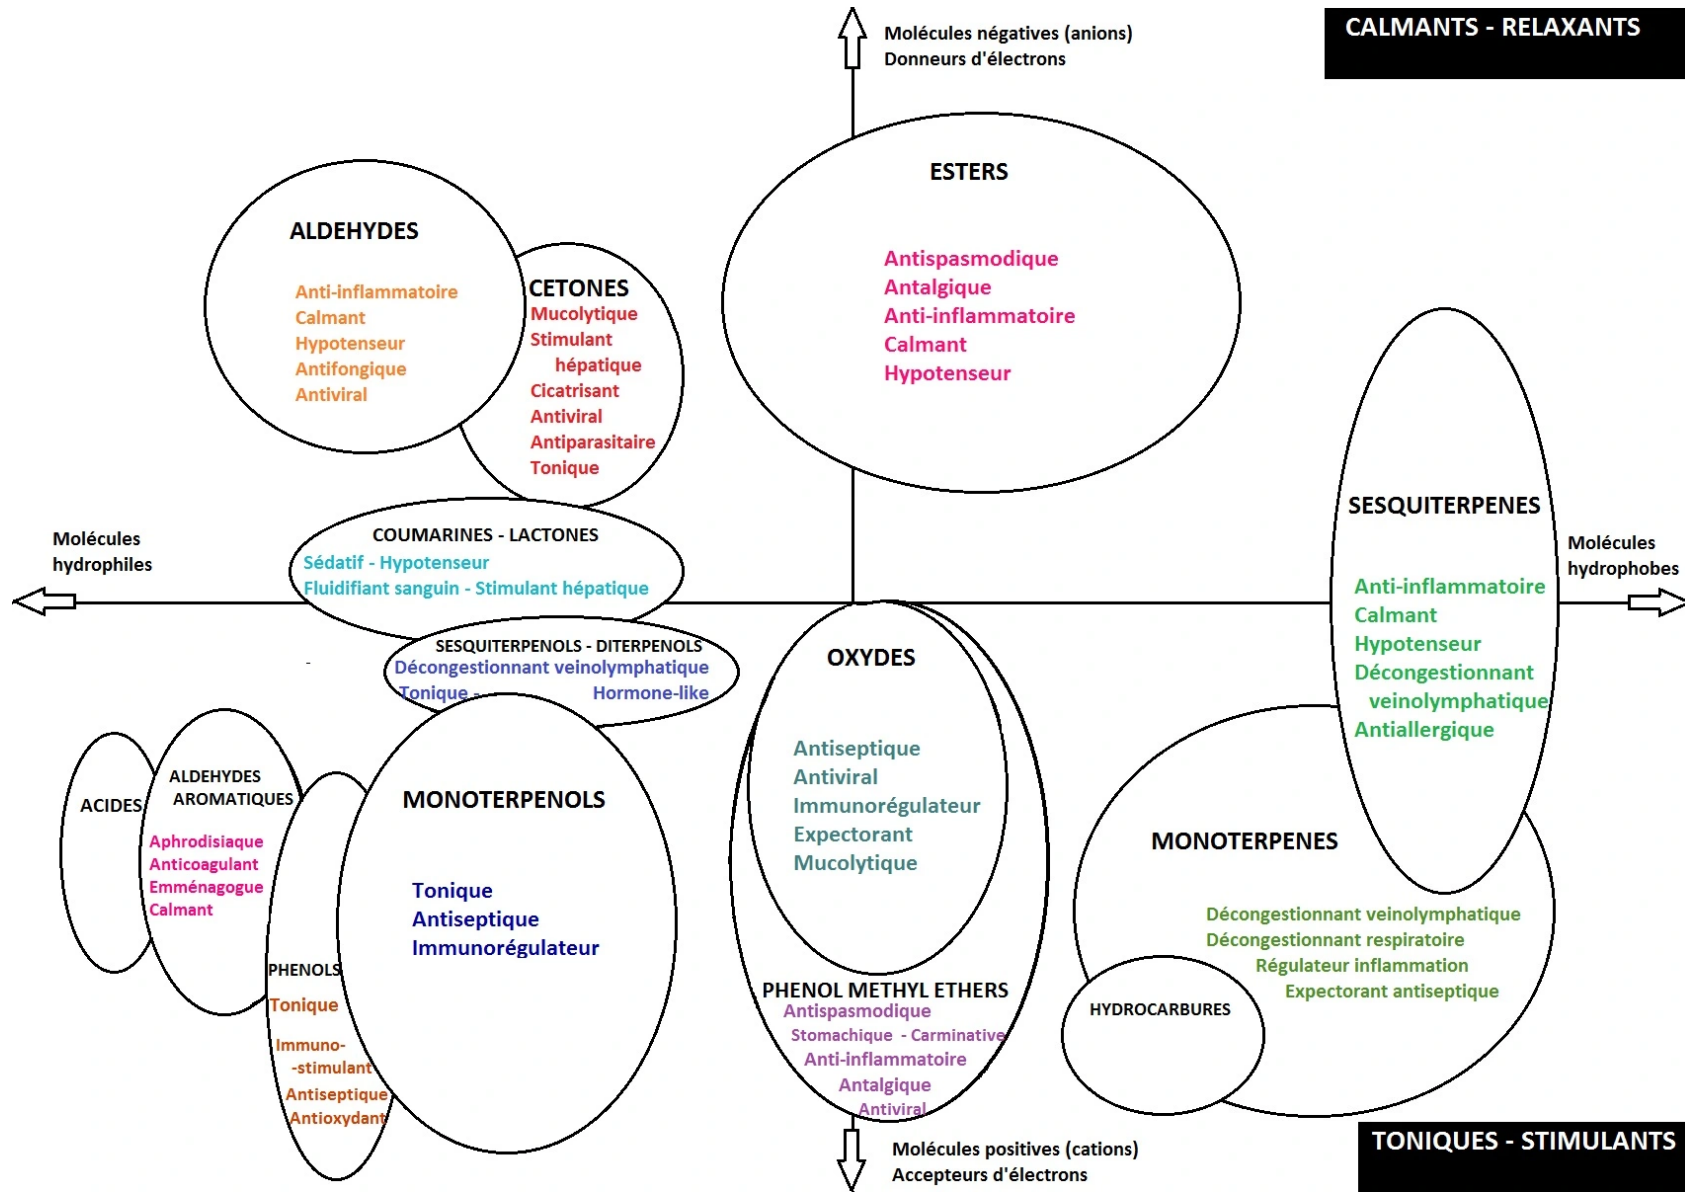 Molécules négatives (anions)
Donneurs d'électrons
CALMANTS - RELAXANTS
ALDEHYDES
Anti-inflammatoire
Calmant
Hypotenseur
Antifongique
Antiviral
CETONES
Mucolytique
Stimulant
hépatique
Cicatrisant
Antiviral
Antiparasitaire
Tonique
ESTERS
Antispasmodique
Antalgique
Anti-inflammatoire
Calmant
Hypotenseur
Molécules
hydrophiles
COUMARINES - LACTONES
Sédatif - Hypotenseur
Fluidifiant sanguin - Stimulant hépatique
SESQUITERPENES
Anti-inflammatoire
Calmant
Hypotenseur
Décongestionnant
veinolymphatique
Antiallergique
Molécules
hydrophobes
SESQUITERPENOLS - DITERPENOLS
Décongestionnant veinolymphatique
Tonique - Hormone-like
ACIDES
ALDEHYDES
AROMATIQUES
Aphrodisiaque
Anticoagulant
Emménagogue
Calmant
PHENOLS
Tonique
Immuno-
-stimulant
Antiseptique
Antioxydant
MONOTERPENOLS
Tonique
Antiseptique
Immunorégulateur
OXYDES
Antiseptique
Antiviral
Immunorégulateur
Expectorant
Mucolytique
PHENOL METHYL ETHERS
Antispasmodique
Stomachique - Carminative
Anti-inflammatoire
Antalgique
Antiviral
MONOTERPENES
Décongestionnant veinolymphatique
Décongestionnant respiratoire
Régulateur inflammation
Expectorant antiseptique
HYDROCARBURES
Molécules positives (cations)
Accepteurs d'électrons
TONIQUES - STIMULANTS